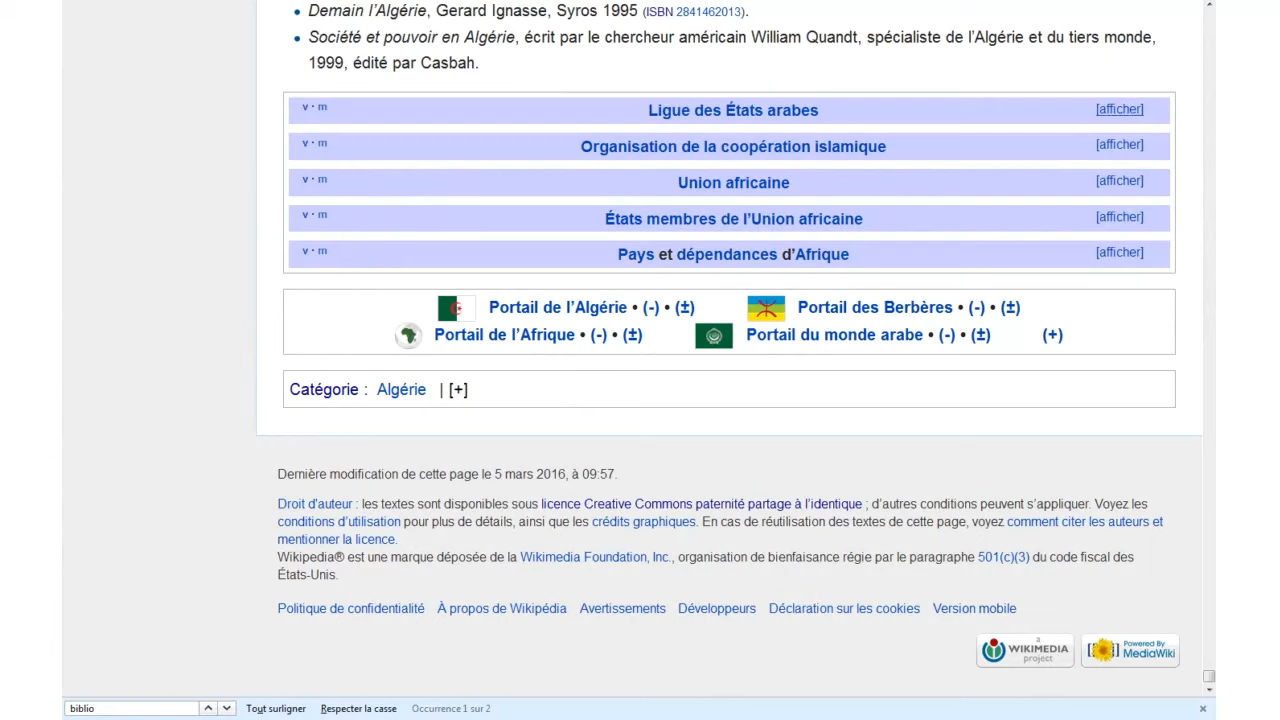 Demain l’Algérie, Gerard Ignasse, Syros 1995 (ISBN 2841462013).
Société et pouvoir en Algérie, écrit par le chercheur américain William Quandt, spécialiste de l’Algérie et du tiers monde,
1999, édité par Casbah.
v · m Ligue des États arabes [afficher]
v · m Organisation de la coopération islamique [afficher]
v · m Union africaine [afficher]
v · m États membres de l’Union africaine [afficher]
v · m Pays et dépendances d’Afrique [afficher]
Portail de l’Algérie • (-) • (±) Portail des Berbères • (-) • (±)
Portail de l’Afrique • (-) • (±) Portail du monde arabe • (-) • (±) (+)
Catégorie : Algérie | [+]
Dernière modification de cette page le 5 mars 2016, à 09:57.
Droit d'auteur : les textes sont disponibles sous licence Creative Commons paternité partage à l’identique ; d’autres conditions peuvent s’appliquer. Voyez les
conditions d’utilisation pour plus de détails, ainsi que les crédits graphiques. En cas de réutilisation des textes de cette page, voyez comment citer les auteurs et
mentionner la licence.
Wikipedia® est une marque déposée de la Wikimedia Foundation, Inc., organisation de bienfaisance régie par le paragraphe 501(c)(3) du code fiscal des
États-Unis.
Politique de confidentialité À propos de Wikipédia Avertissements Développeurs Déclaration sur les cookies Version mobile
a WIKIMEDIA project Powered By MediaWiki
biblio Tout surligner Respecter la casse Occurrence 1 sur 2